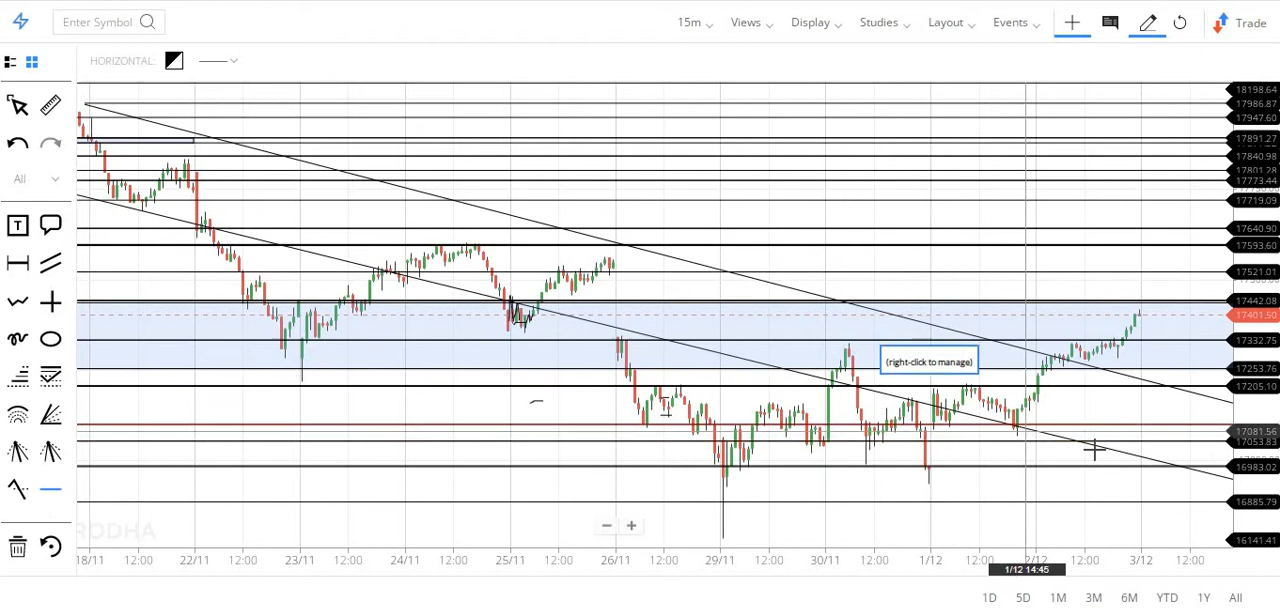 Enter Symbol
15m
Views
Display
Studies
Layout
Events
Trade
HORIZONTAL:
All
T
18198.64
17986.87
17947.60
17891.27
17840.98
17801.28
17773.44
17719.09
17640.90
17593.60
17521.01
17442.08
17401.50
17332.75
17253.76
17205.10
17081.56
17053.83
16983.02
16885.79
16141.41
(right-click to manage)
RODHA
18/11 12:00 22/11 12:00 23/11 12:00 24/11 12:00 25/11 12:00 26/11 12:00 29/11 12:00 30/11 12:00 1/12 12:00 2/12 12:00 3/12 12:00
1/12 14:45
1D 5D 1M 3M 6M YTD 1Y All